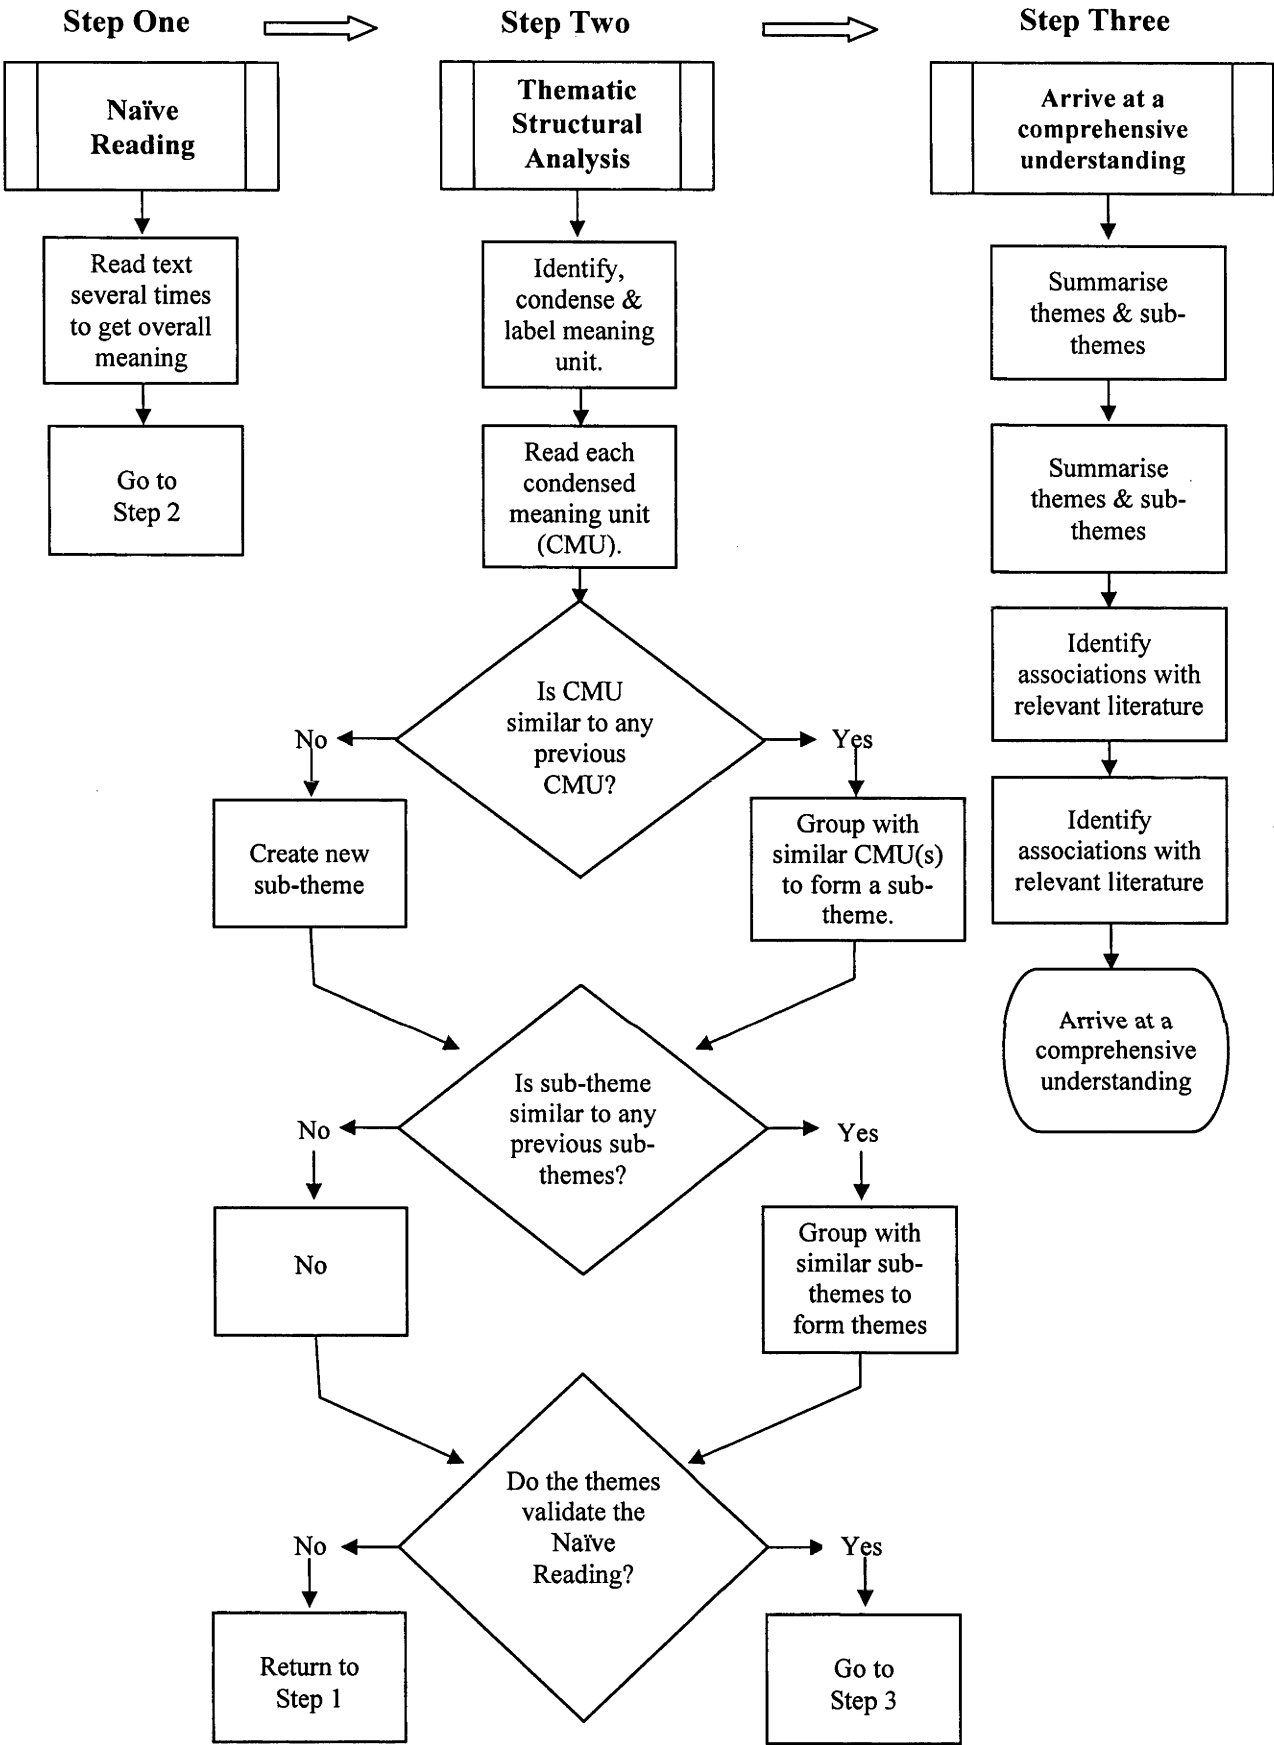 Step One
Step Two
Step Three
Naïve
Reading
Thematic
Structural
Analysis
Arrive at a
comprehensive
understanding
Read text
several times
to get overall
meaning
Go to
Step 2
Identify,
condense &
label meaning
unit.
Read each
condensed
meaning unit
(CMU).
Is CMU
similar to any
previous
CMU?
No
Yes
Create new
sub-theme
Group with
similar CMU(s)
to form a sub-
theme.
Is sub-theme
similar to any
previous sub-
themes?
No
Yes
No
Group with
similar sub-
themes to
form themes
Do the themes
validate the
Naïve
Reading?
No
Yes
Return to
Step 1
Go to
Step 3
Summarise
themes & sub-
themes
Summarise
themes & sub-
themes
Identify
associations with
relevant literature
Identify
associations with
relevant literature
Arrive at a
comprehensive
understanding